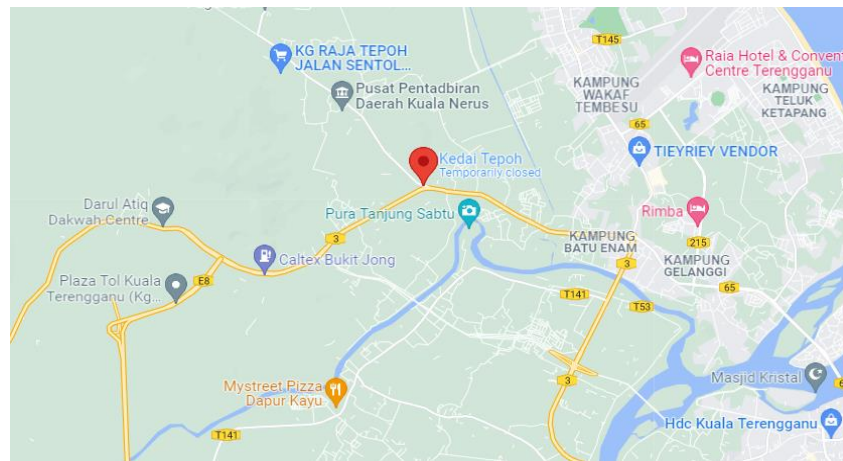 T145
KG RAJA TEPOH
JALAN SENTOL...
Raia Hotel & Convent
Centre Terengganu
Pusat Pentadbiran
Daerah Kuala Nerus
KAMPUNG
WAKAF
TEMBESU
KAMPUNG
TELUK
KETAPANG
65
TIEYRIEY VENDOR
Kedai Tepoh
Temporarily closed
Darul Atiq
Dakwah Centre
Pura Tanjung Sabtu
Rimba
3
KAMPUNG
BATU ENAM
215
Caltex Bukit Jong
3
KAMPUNG
GELANGGI
Plaza Tol Kuala
Terengganu (Kg...
E8
65
T141
T53
Mystreet Pizza
Dapur Kayu
3
Masjid Kristal
6
T141
Hdc Kuala Terengganu